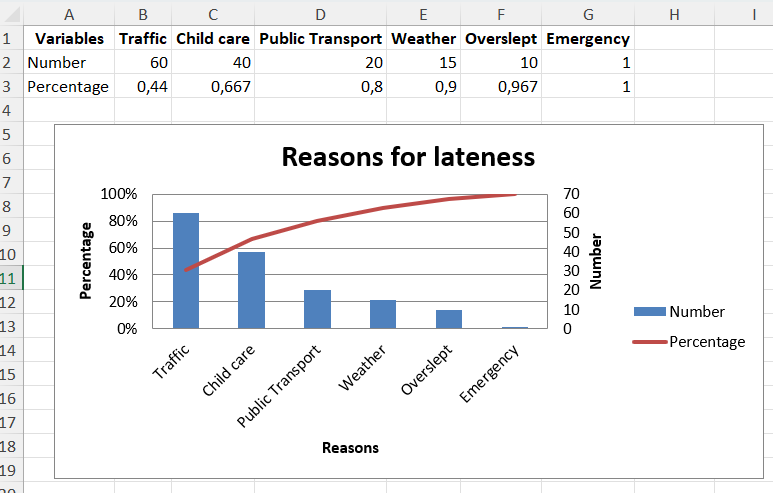 A B C D E F G H I
1 Variables Traffic Child care Public Transport Weather Overslept Emergency
2 Number 60 40 20 15 10 1
3 Percentage 0,44 0,667 0,8 0,9 0,967 1
4
5
6 Reasons for lateness
7
8 100% 70
9 80% 60
10 60% 50
11 40% 40
12 20% 30
13 0% 20
14 10
15 0
16
17
18
19
20
Percentage
Number
Number
Percentage
Traffic
Child care
Public Transport
Weather
Overslept
Emergency
Reasons